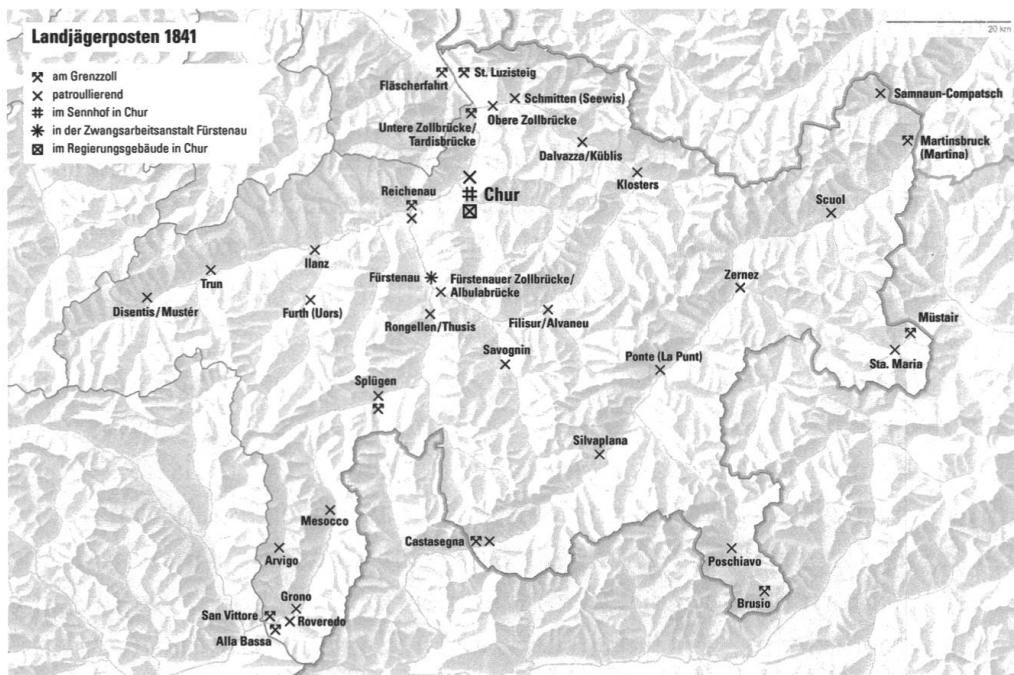 Landjägerposten 1841
am Grenzzoll
patroullierend
im Sennhof in Chur
in der Zwangsarbeitsanstalt Fürstenau
im Regierungsgebäude in Chur
20 km
Fläscherfahrt
St. Luzisteig
Schmitten (Seewis)
Obere Zollbrücke
Untere Zollbrücke/
Tardisbrücke
Samnaun-Compatsch
Martinsbruck
(Martina)
Dalvazza/Küblis
Klosters
Reichenau
Chur
Scuol
Ilanz
Trun
Disentis/Mustér
Furth (Uors)
Fürstenau
Fürstenauer Zollbrücke/
Albulabrücke
Rongellen/Thusis
Filisur/Alvaneu
Zernez
Müstair
Sta. Maria
Savognin
Ponte (La Punt)
Splügen
Silvaplana
Mesocco
Castasegna
Arvigo
Poschiavo
Grono
Brusio
San Vittore
Roveredo
Alla Bassa